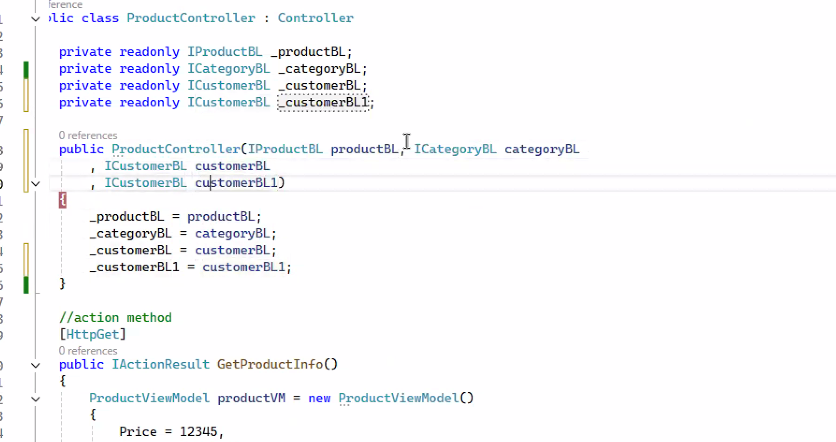 ference
blic class ProductController : Controller
private readonly IProductBL _productBL;
private readonly ICategoryBL _categoryBL;
private readonly ICustomerBL _customerBL;
private readonly ICustomerBL _customerBL1;
0 references
public ProductController(IProductBL productBL, ICategoryBL categoryBL
, ICustomerBL customerBL
, ICustomerBL customerBL1)
{
_productBL = productBL;
_categoryBL = categoryBL;
_customerBL = customerBL;
_customerBL1 = customerBL1;
}
//action method
[HttpGet]
0 references
public IActionResult GetProductInfo()
{
ProductViewModel productVM = new ProductViewModel()
{
Price = 12345,